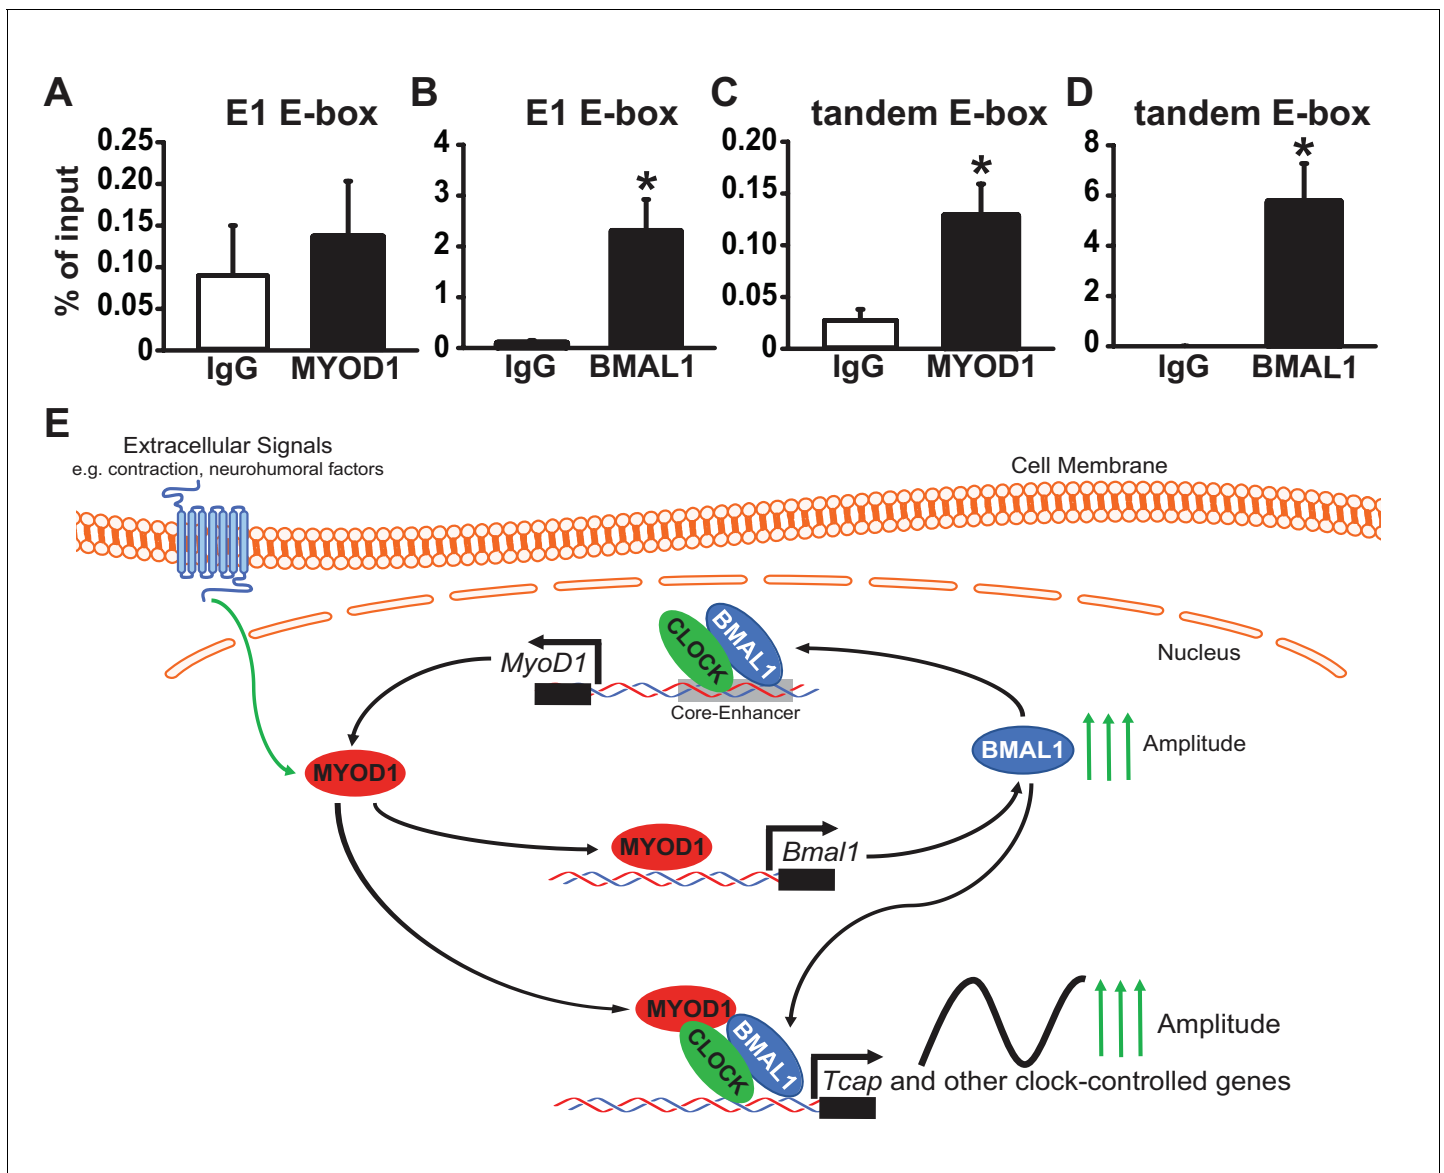 A
E1 E-box
% of input
0.25
0.20
0.15
0.10
0.05
0
IgG
MYOD1
B
E1 E-box
4
3
2
1
0
*
IgG
BMAL1
C
tandem E-box
0.20
0.15
0.10
0.05
0
*
IgG
MYOD1
D
tandem E-box
8
6
4
2
0
*
IgG
BMAL1
E
Extracellular Signals
e.g. contraction, neurohumoral factors
Cell Membrane
Nucleus
MyoD1
CLOCK
BMAL1
Core-Enhancer
MYOD1
BMAL1
Amplitude
MYOD1
Bmal1
MYOD1
CLOCK
BMAL1
Amplitude
Tcap and other clock-controlled genes